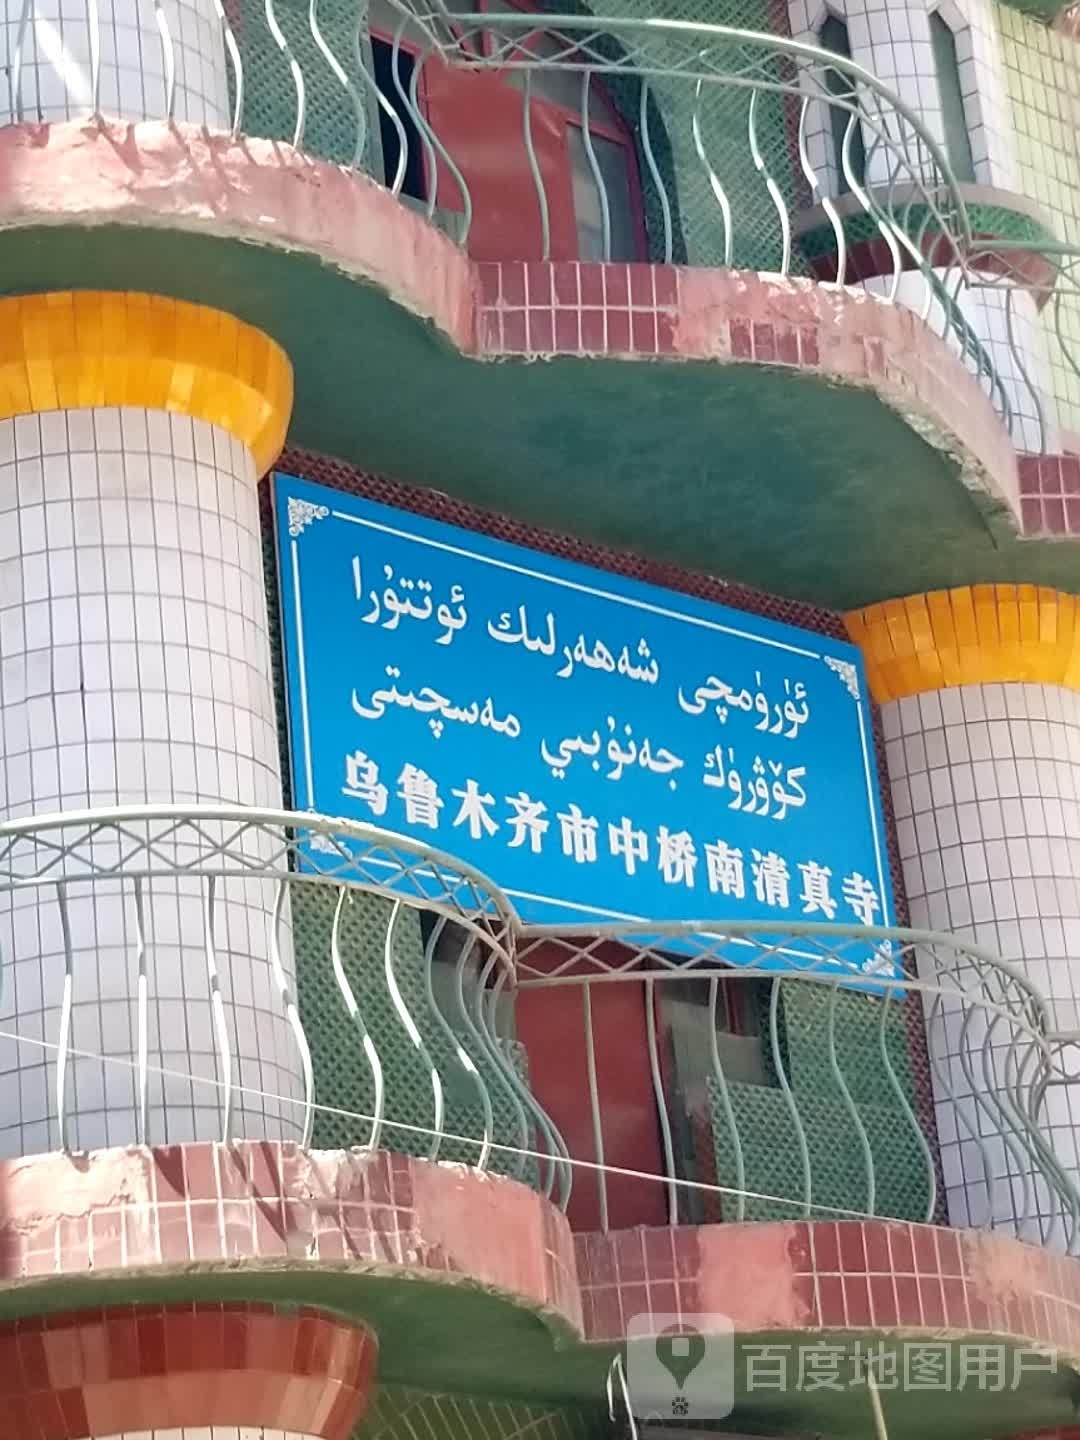 ئۈرۈمچى شەھەرلىك ئوتتۇرا
كۆۋرۈك جەنۇبىي مەسچىتى
乌鲁木齐市中桥南清真寺
百度地图用户